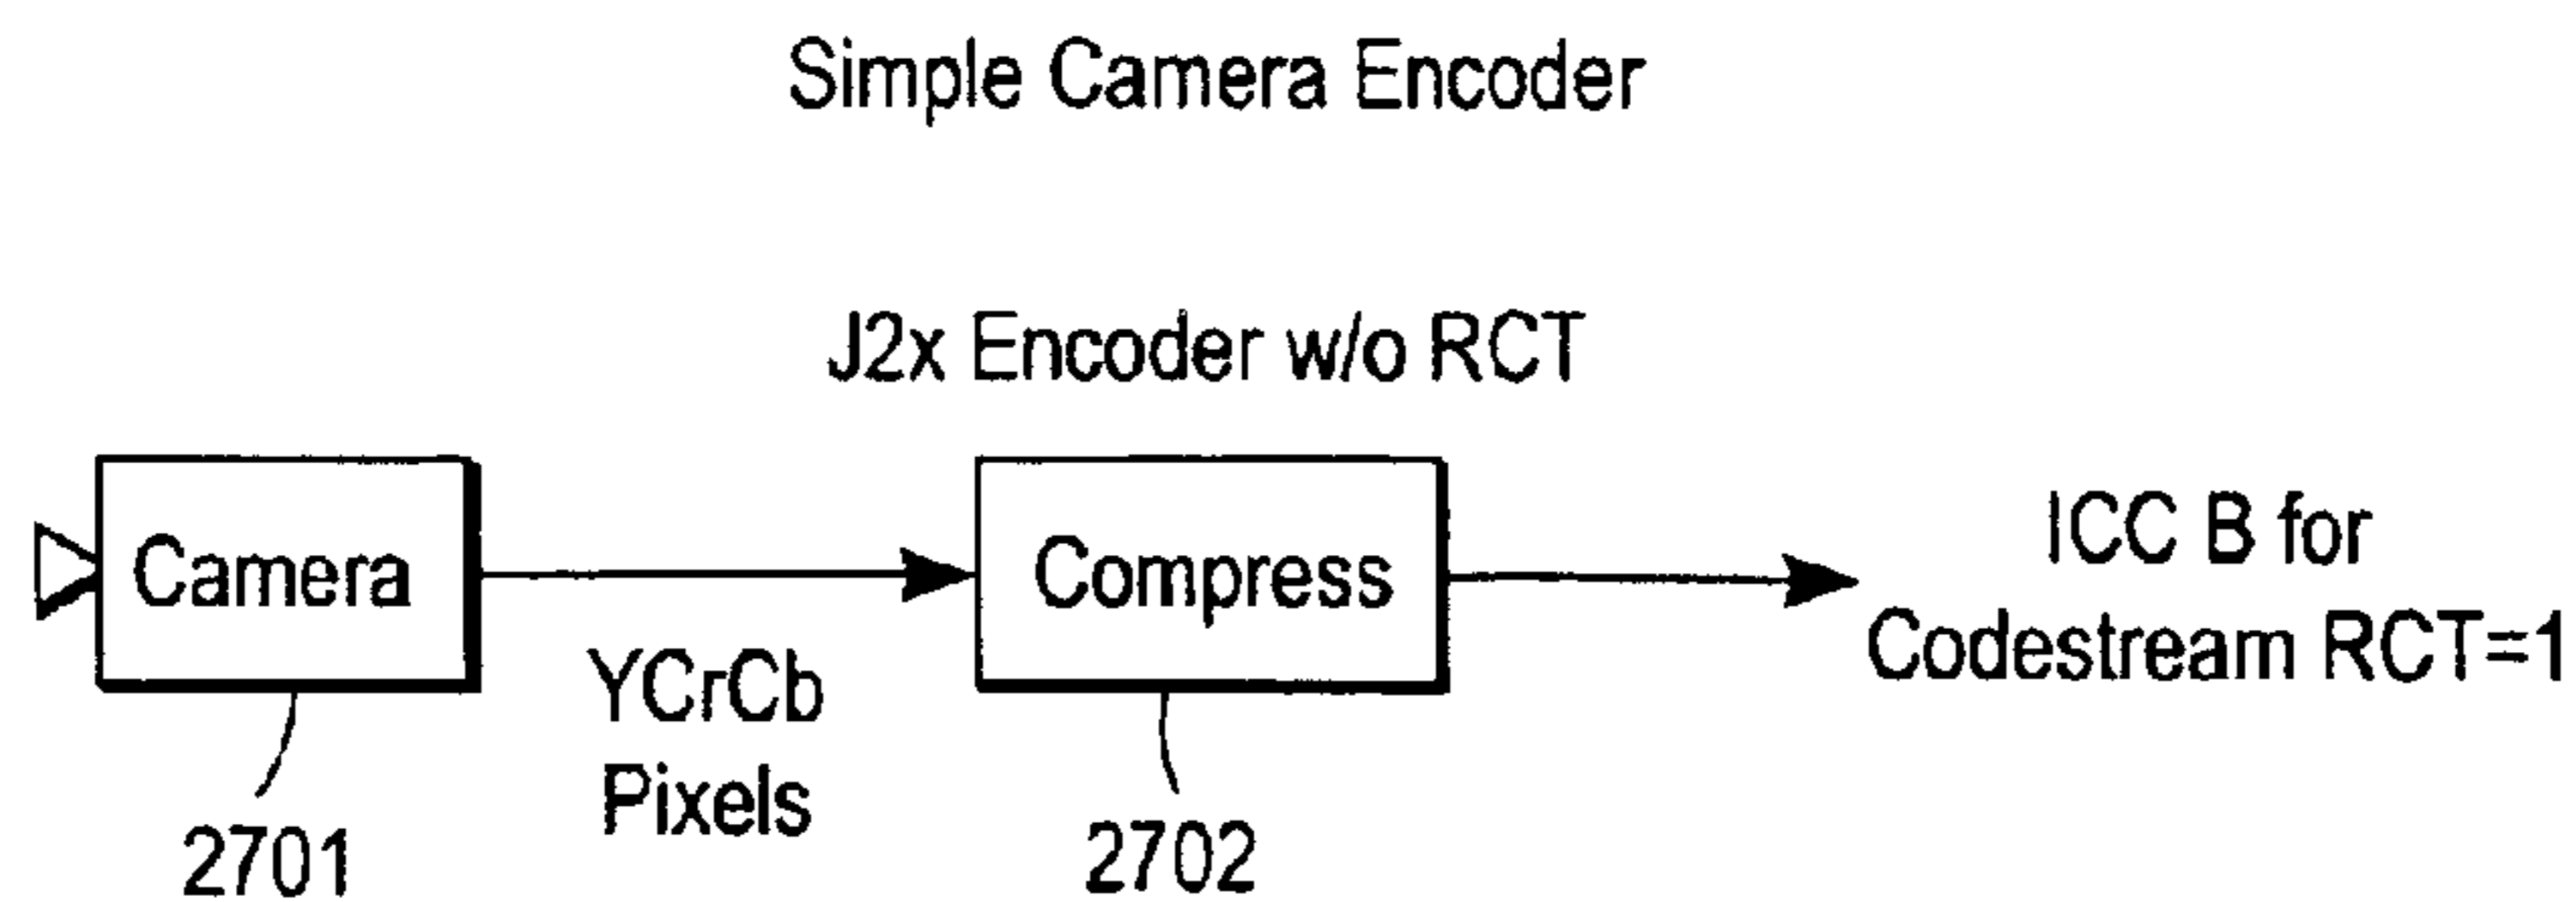 Simple Camera Encoder
J2x Encoder w/o RCT
Camera
YCrCb
Pixels
Compress
ICC B for
Codestream RCT=1
2701
2702